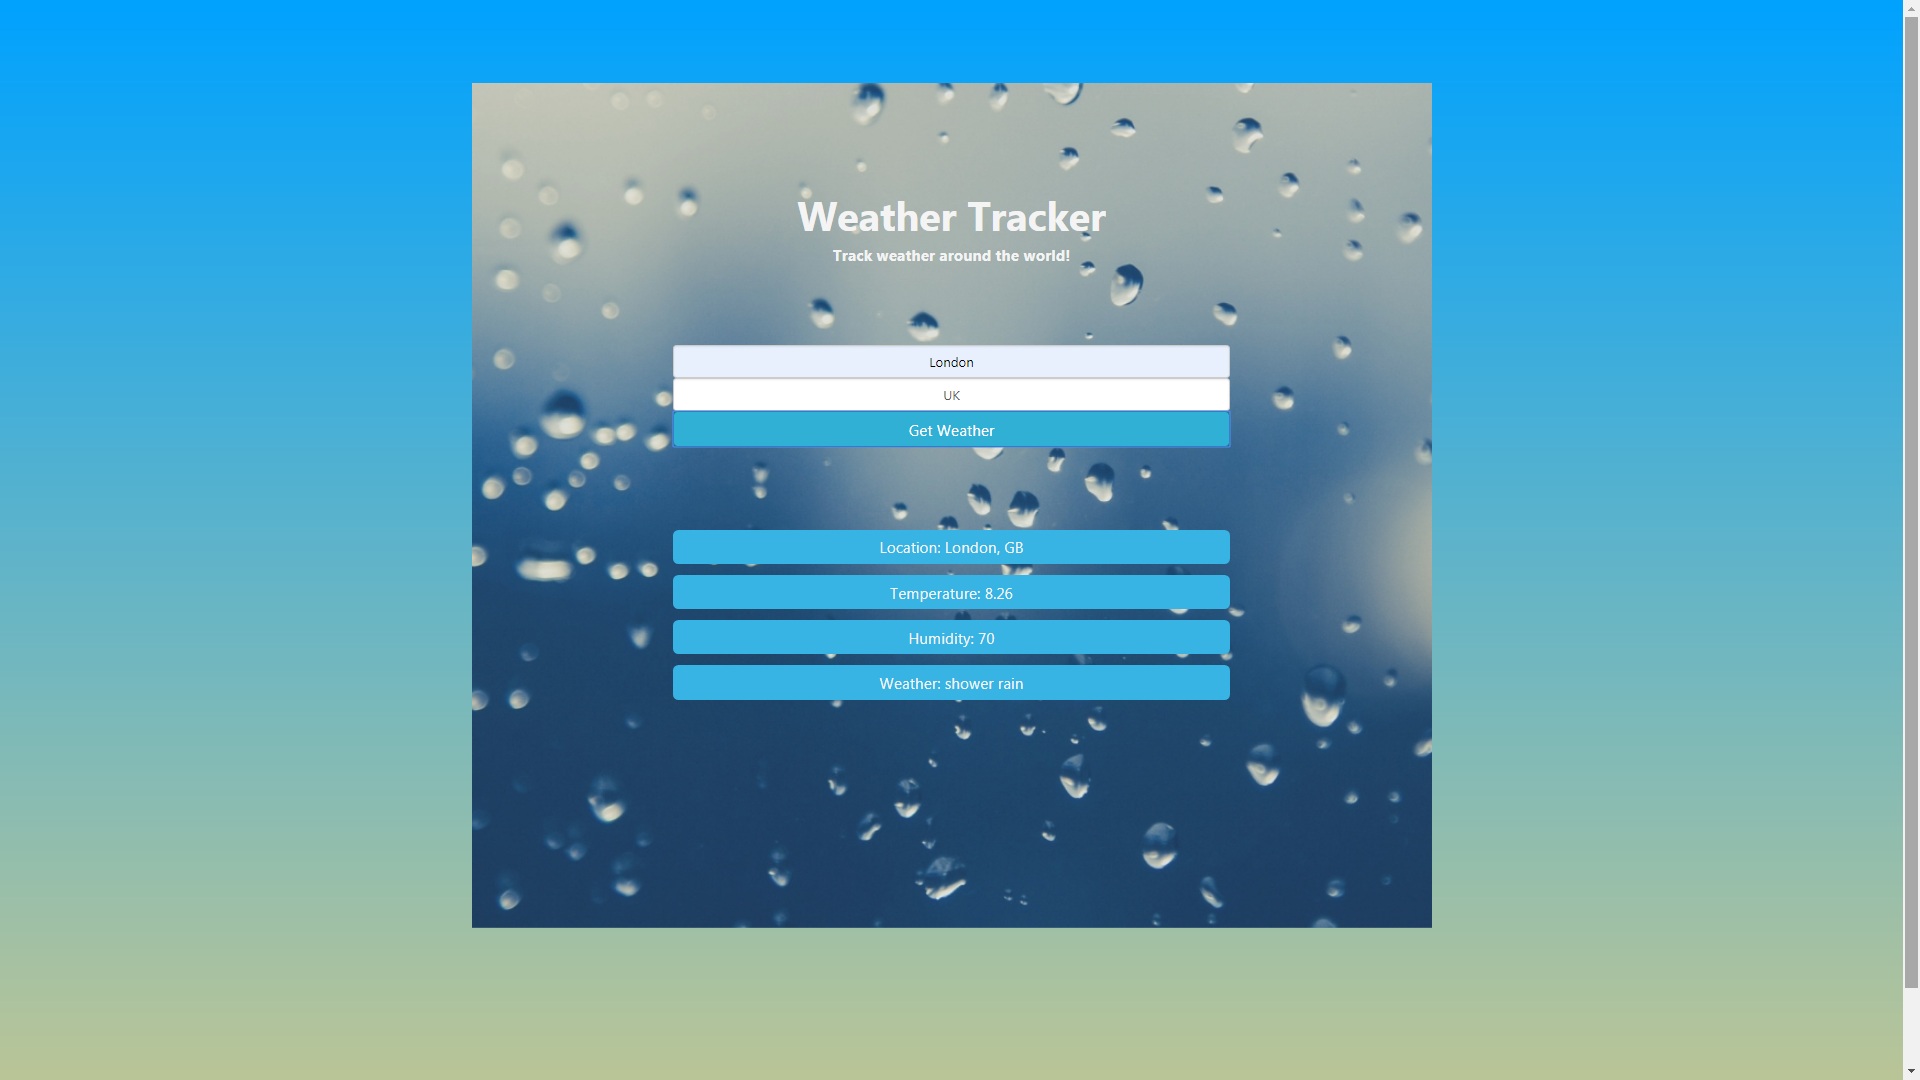 Weather Tracker
Track weather around the world!
London
UK
Get Weather
Location: London, GB
Temperature: 8.26
Humidity: 70
Weather: shower rain